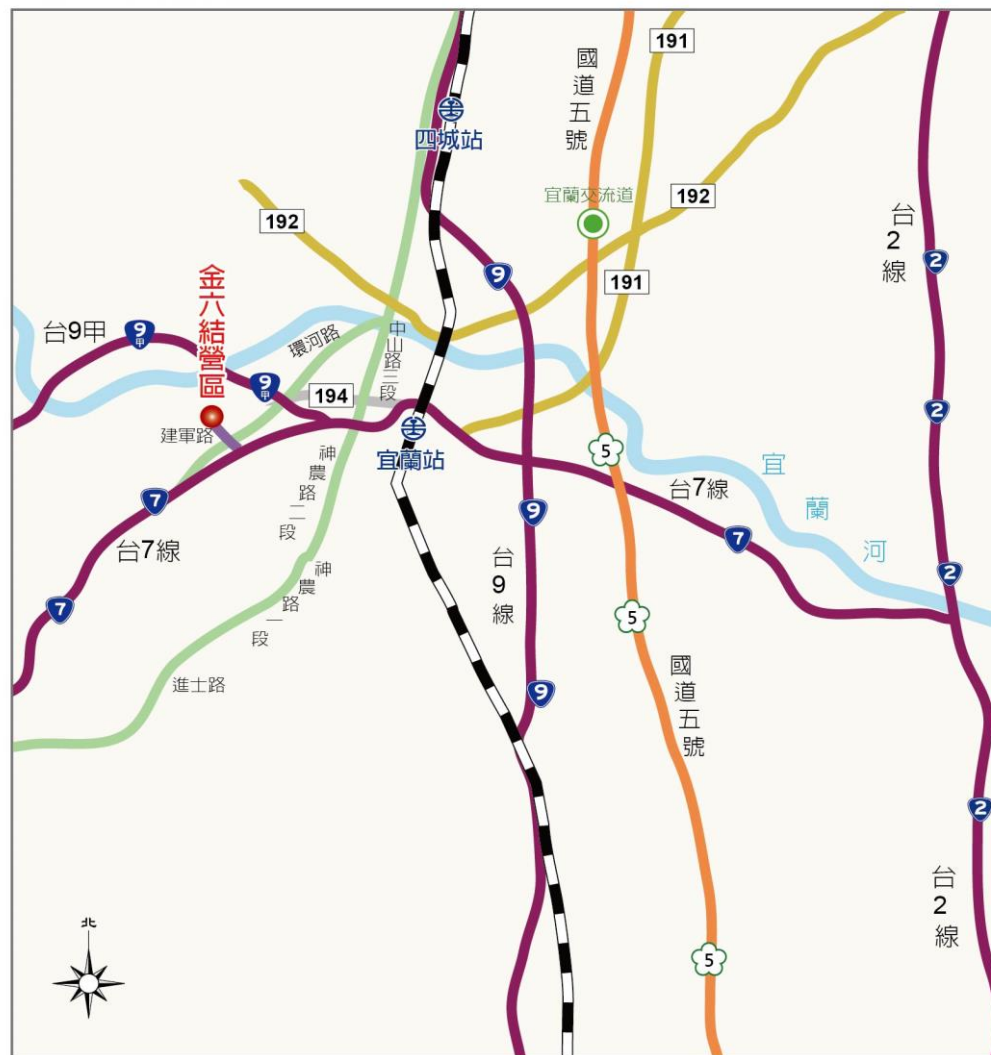 191
國道五號
四城站
宜蘭交流道
192
192
台2線
2
9
191
金六結營區
台9甲
9甲
環河路
中山路三段
9甲
194
2
建軍路
宜蘭站
5
神農路二段
宜蘭河
台7線
7
9
7
台7線
台9線
神農路一段
2
7
5
進士路
國道五號
9
2
台2線
北
5